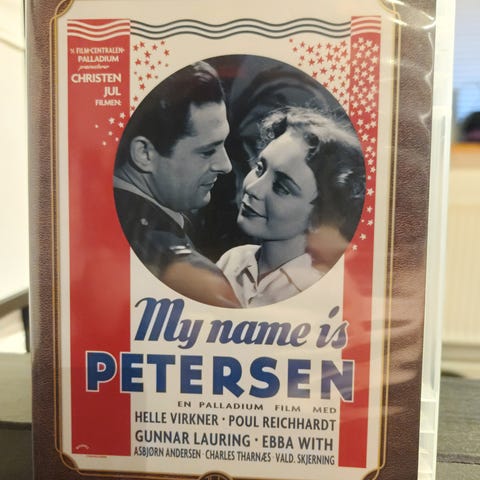 % FILM-CENTRALEN-
PALLADIUM
præsenterer
CHRISTEN
JUL
FILMEN:
My name is
PETERSEN
EN PALLADIUM FILM MED
HELLE VIRKNER · POUL REICHHARDT
GUNNAR LAURING · EBBA WITH
ASBJØRN ANDERSEN · CHARLES THARNÆS · VALD. SKJERNING